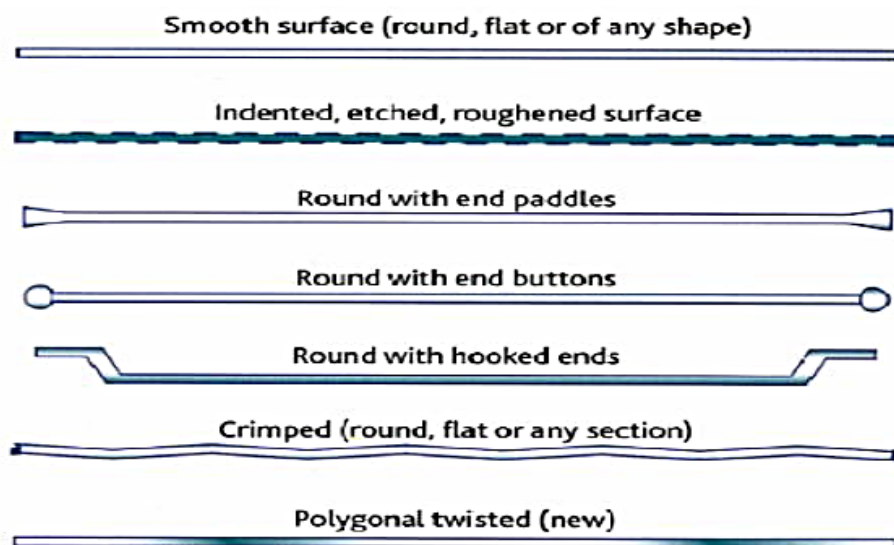 Smooth surface (round, flat or of any shape)
Indented, etched, roughened surface
Round with end paddles
Round with end buttons
Round with hooked ends
Crimped (round, flat or any section)
Polygonal twisted (new)